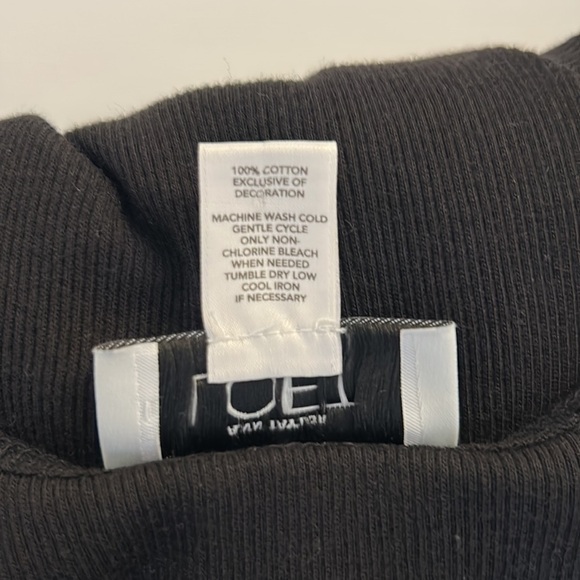 100% COTTON
EXCLUSIVE OF
DECORATION
MACHINE WASH COLD
GENTLE CYCLE
ONLY NON-
CHLORINE BLEACH
WHEN NEEDED
TUMBLE DRY LOW
COOL IRON
IF NECESSARY